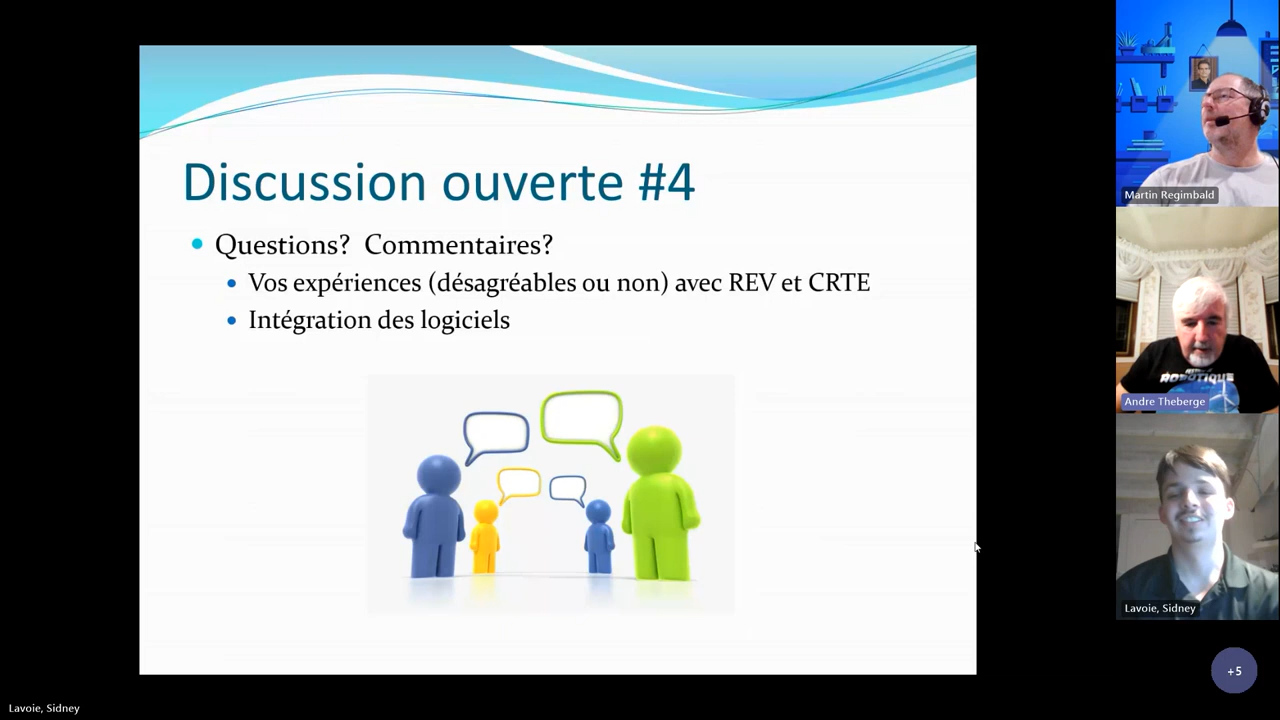 Discussion ouverte #4
Questions? Commentaires?
Vos expériences (désagréables ou non) avec REV et CRTE
Intégration des logiciels
Martin Regimbald
ROBOTIQUE
Andre Theberge
Lavoie, Sidney
+5
Lavoie, Sidney